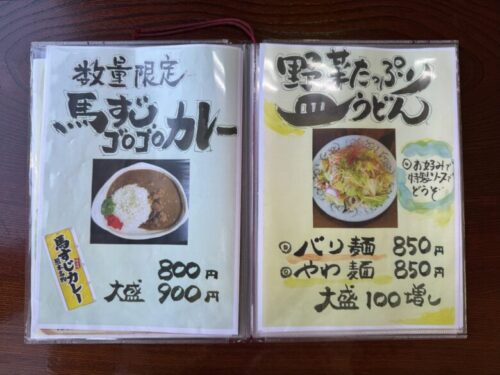 数量限定
馬すじ
ゴロゴロカレー
800円
大盛 900円
馬すじカレー
野菜たっぷり
皿うどん
お好みで
特製ソースで
どうぞ
バリ麺 850円
やわ麺 850円
大盛 100増し